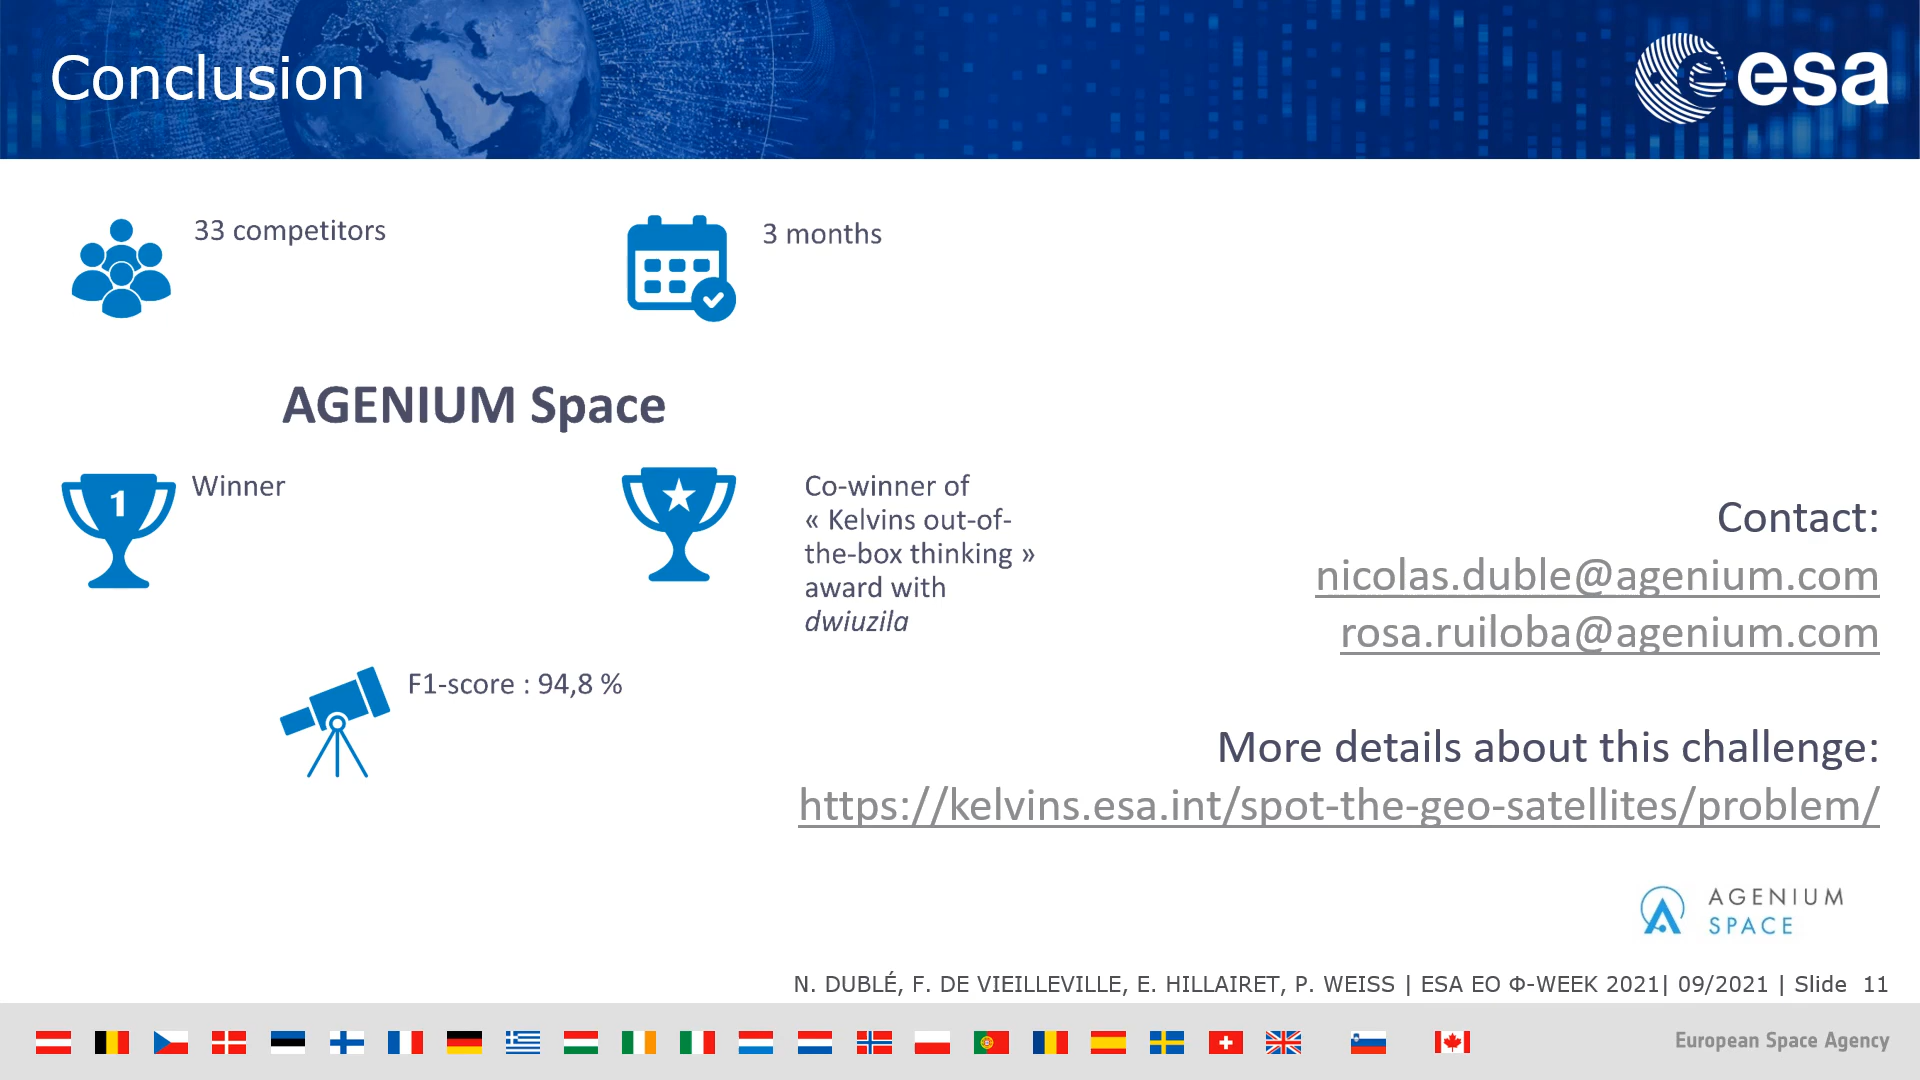 Conclusion
esa
33 competitors
3 months
AGENIUM Space
1
Winner
Co-winner of
« Kelvins out-of-
the-box thinking »
award with
dwiuzila
F1-score : 94,8 %
Contact:
nicolas.duble@agenium.com
rosa.ruiloba@agenium.com
More details about this challenge:
https://kelvins.esa.int/spot-the-geo-satellites/problem/
AGENIUM
SPACE
N. DUBLÉ, F. DE VIEILLEVILLE, E. HILLAIRET, P. WEISS | ESA EO Φ-WEEK 2021| 09/2021 | Slide 11
European Space Agency